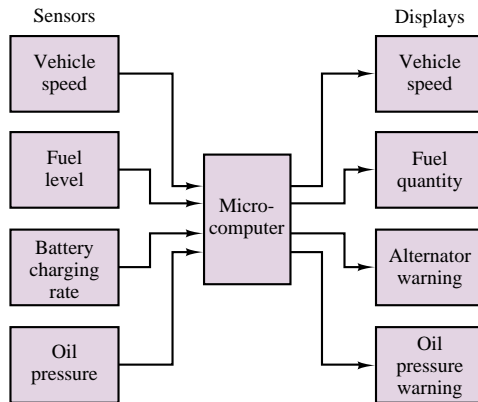 Sensors
Displays
Vehicle
speed
Fuel
level
Battery
charging
rate
Oil
pressure
Micro-
computer
Vehicle
speed
Fuel
quantity
Alternator
warning
Oil
pressure
warning